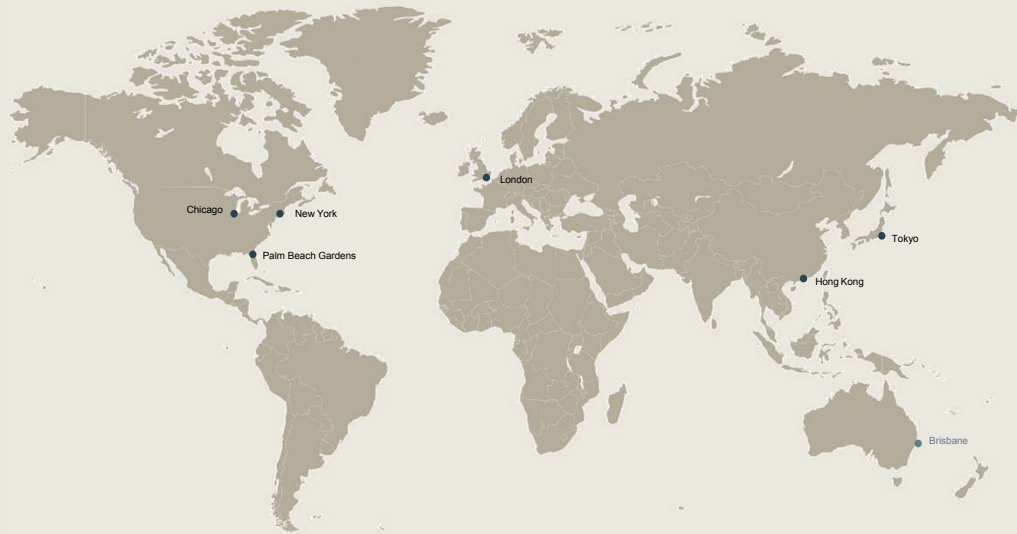 London
Chicago
New York
Tokyo
Palm Beach Gardens
Hong Kong
Brisbane